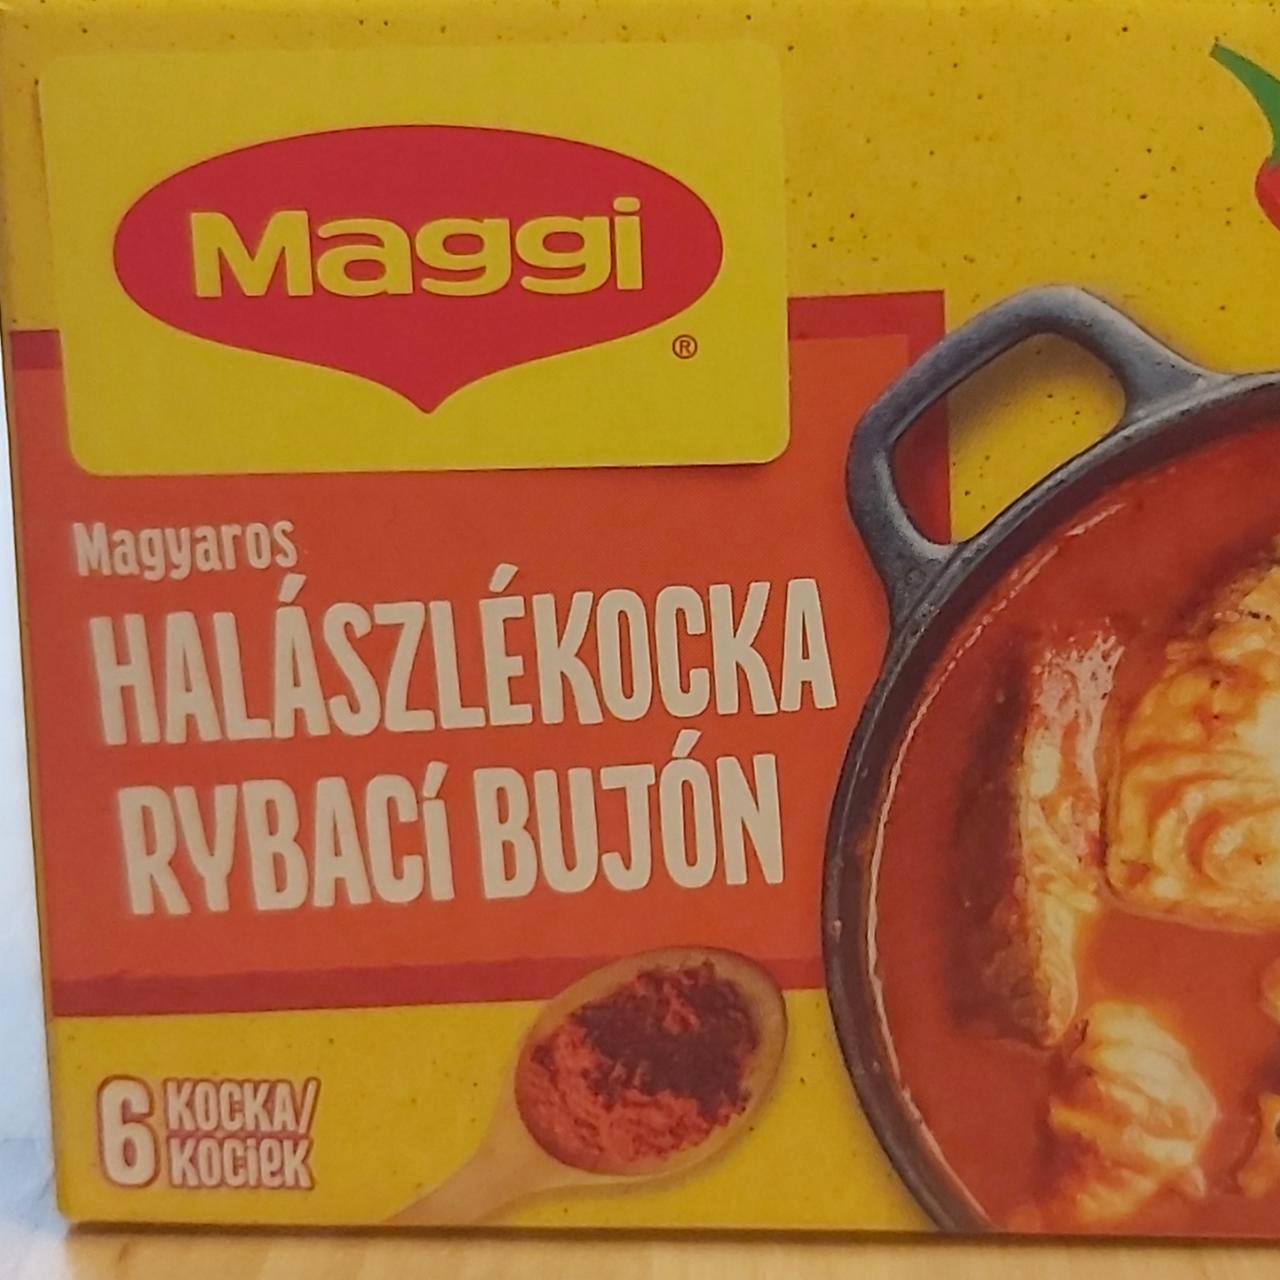 Maggi
®
Magyaros
HALÁSZLÉKOCKA
RYBACÍ BUJÓN
6 KOCKA/
KOCIEK